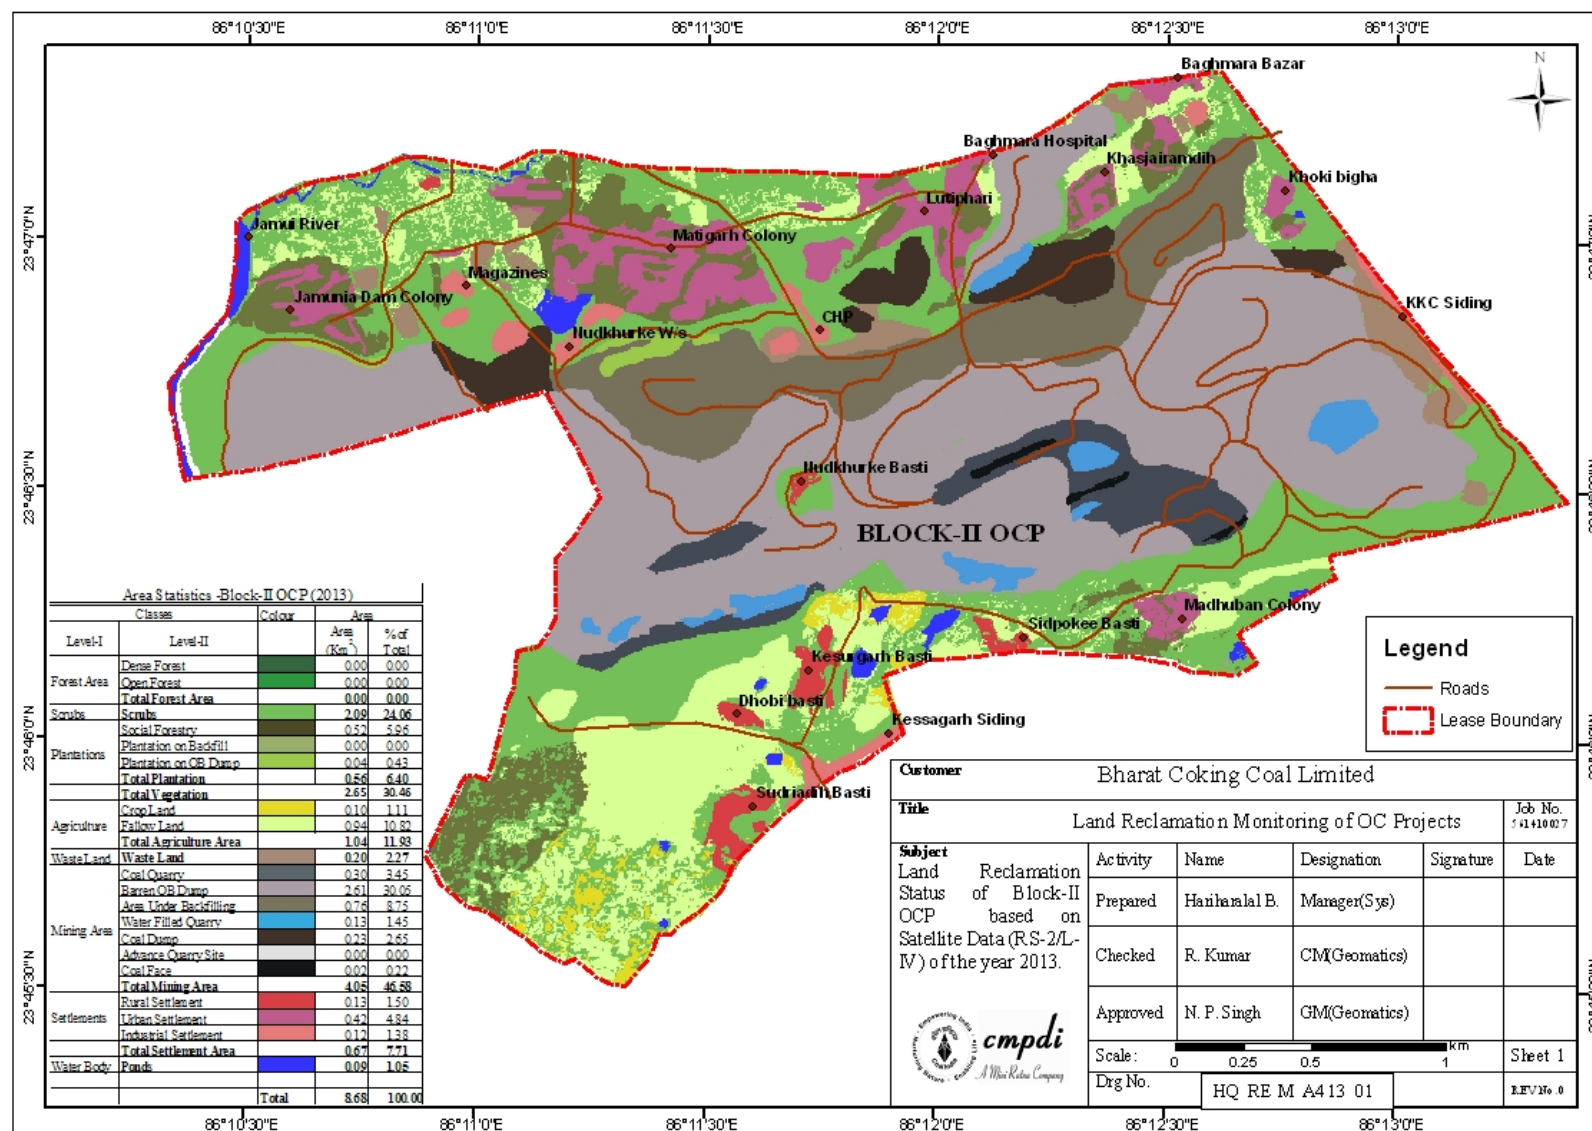 86°10'30"E 86°11'0"E 86°11'30"E 86°12'0"E 86°12'30"E 86°13'0"E
N
Baghmara Bazar
Baghmara Hospital
Khasjairamdih
Khoki bigha
Lutiphari
Jamui River
Matigarh Colony
Magazines
Jamunia Dam Colony
KKC Siding
CHP
Nudkhurke W/s
Nudkhurke Basti
BLOCK-II OCP
Madhuban Colony
Sidpokee Basti
Kesurgarh Basti
Dhobi basti
Kessagarh Siding
Sudriadih Basti
23°47'0"N
23°46'30"N
23°46'0"N
23°45'30"N
Area Statistics -Block-II OCP (2013)
Classes Colour Area
Level-I Level-II Area (Km²) % of Total
Forest Area
Dense Forest 0.00 0.00
Open Forest 0.00 0.00
Total Forest Area 0.00 0.00
Scrubs Scrubs 2.09 24.06
Plantations
Social Forestry 0.52 5.96
Plantation on Backfill 0.00 0.00
Plantation on OB Dump 0.04 0.43
Total Plantation 0.56 6.40
Total Vegetation 2.65 30.46
Agriculture
Crop Land 0.10 1.11
Fallow Land 0.94 10.82
Total Agriculture Area 1.04 11.93
Waste Land Waste Land 0.20 2.27
Mining Area
Coal Quarry 0.30 3.45
Barren OB Dump 2.61 30.05
Area Under Backfilling 0.76 8.75
Water Filled Quarry 0.13 1.45
Coal Dump 0.23 2.65
Advance Quarry Site 0.00 0.00
Coal Face 0.02 0.22
Total Mining Area 4.05 46.58
Settlements
Rural Settlement 0.13 1.50
Urban Settlement 0.42 4.84
Industrial Settlement 0.12 1.38
Total Settlement Area 0.67 7.71
Water Body Ponds 0.09 1.05
Total 8.68 100.00
Legend
Roads
Lease Boundary
Customer Bharat Coking Coal Limited
Title Land Reclamation Monitoring of OC Projects
Job No.
Subject
Land Reclamation
Status of Block-II
OCP based on
Satellite Data (RS-2/L-
IV) of the year 2013.
Activity Name Designation Signature Date
Prepared Hariharalal B. Manager(Sys)
Checked R. Kumar CM(Geomatics)
Approved N. P. Singh GM(Geomatics)
cmpdi
A Mini Ratna Company
Scale: 0 0.25 0.5 1 km
Sheet 1
Drg No. HQ RE M A413 01
REV No. 0
86°10'30"E 86°11'0"E 86°11'30"E 86°12'0"E 86°12'30"E 86°13'0"E